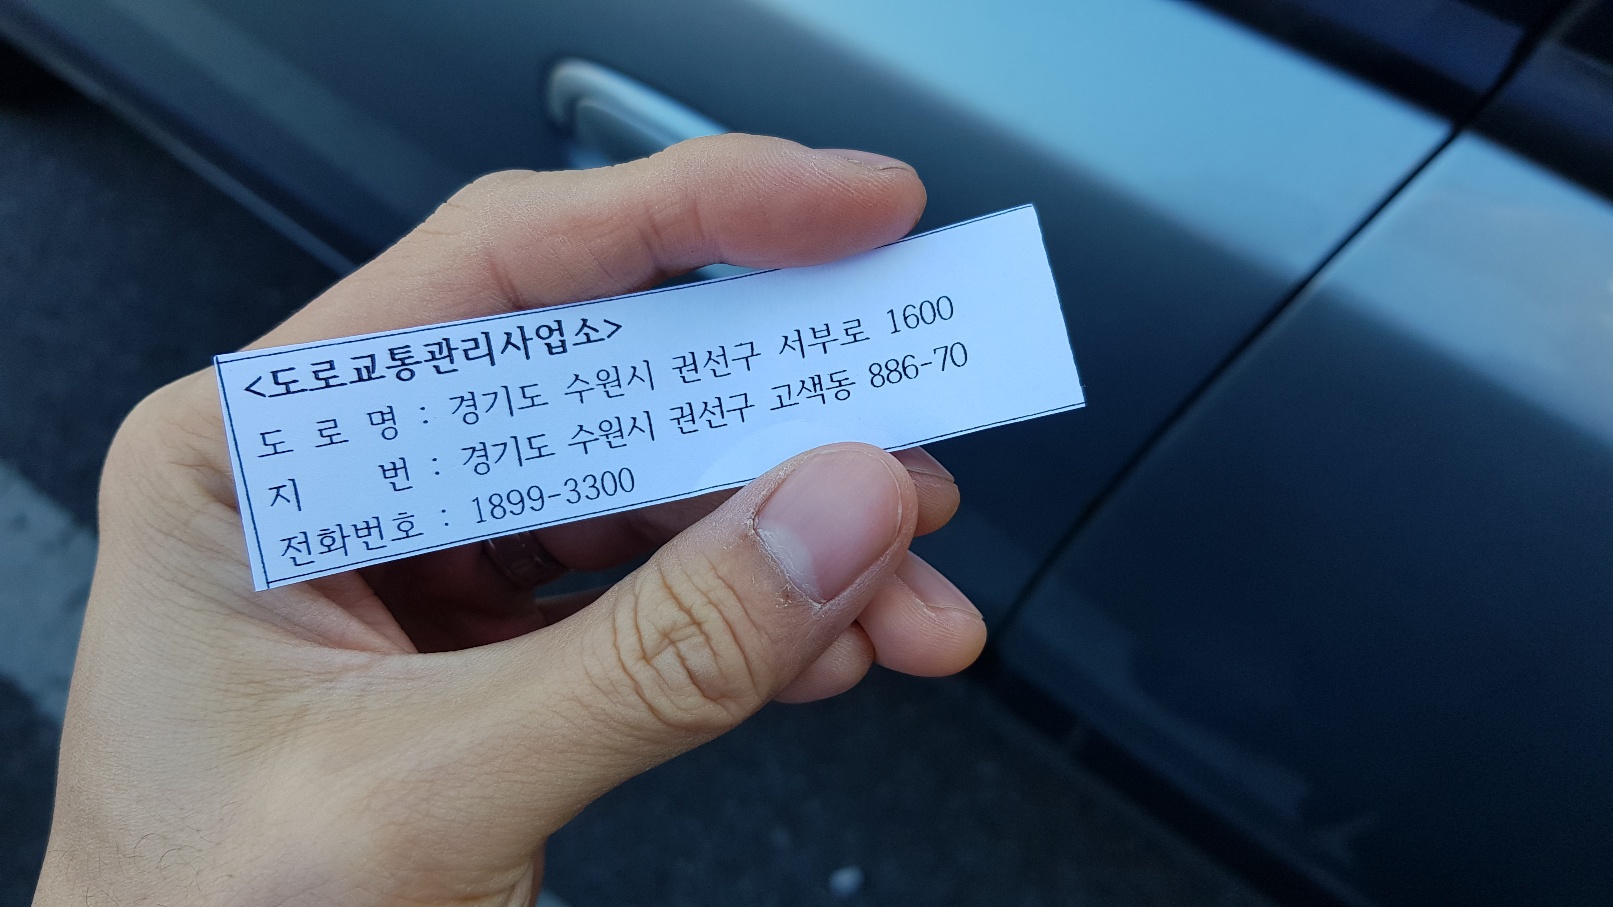 <도로교통관리사업소>
도 로 명 : 경기도 수원시 권선구 서부로 1600
지 번 : 경기도 수원시 권선구 고색동 886-70
전화번호 : 1899-3300